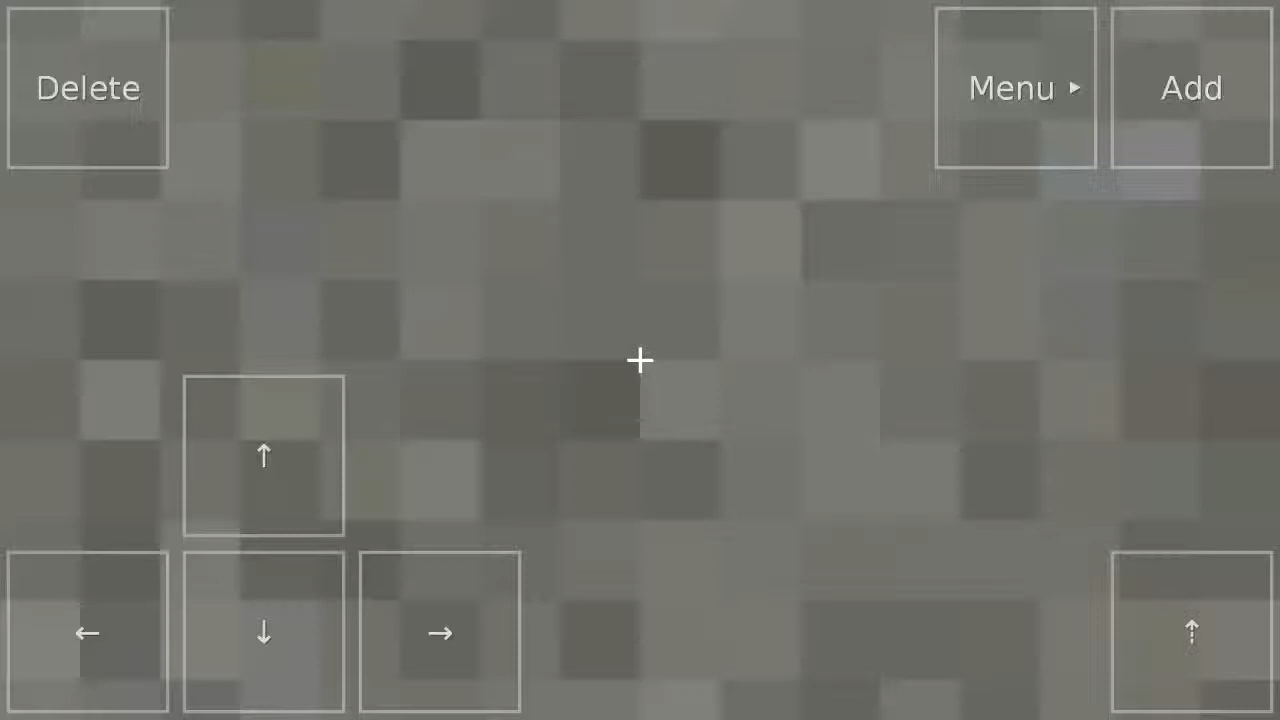 Delete
Menu ▸
Add
↑
← ↓ → ⇡